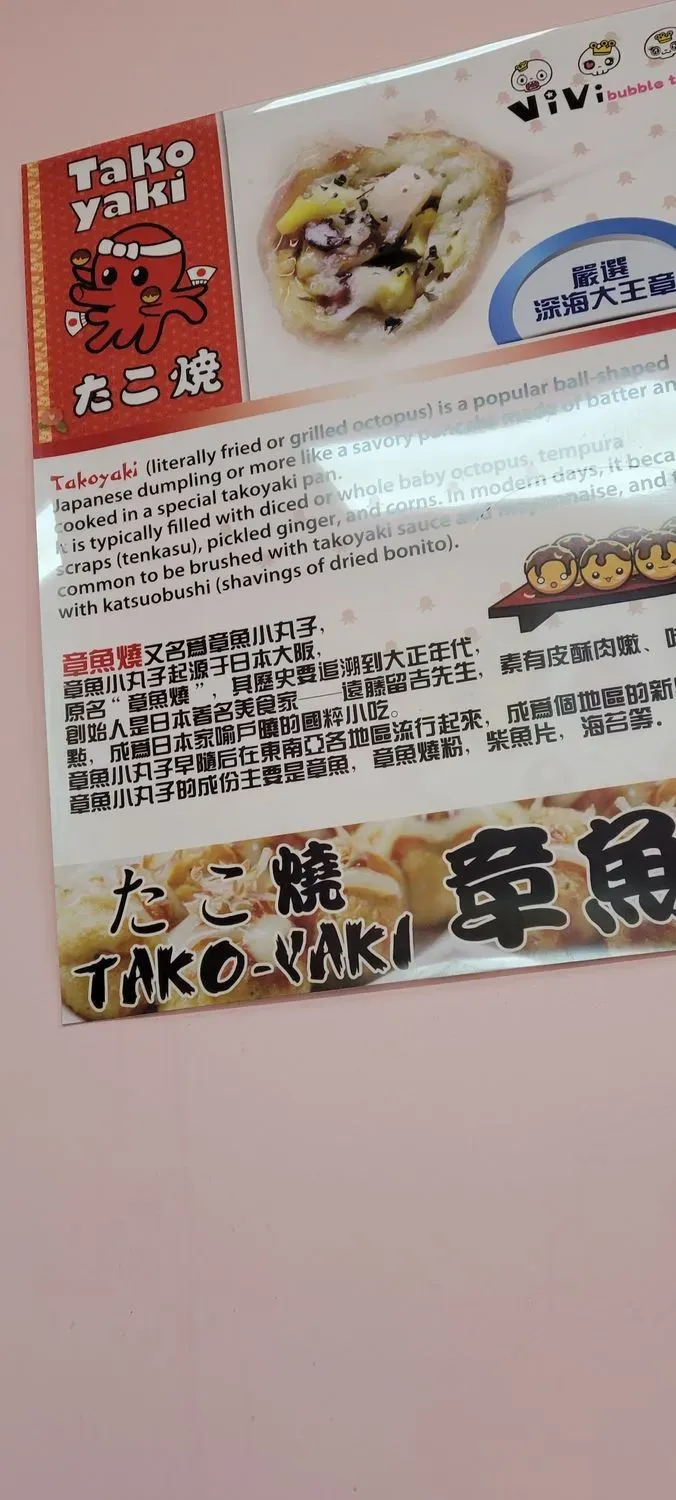 Tako
yaki
たこ焼
ViVi bubble t
嚴選
深海大王章
Takoyaki (literally fried or grilled octopus) is a popular ball-shaped
Japanese dumpling or more like a savory pancake made of batter an
cooked in a special takoyaki pan.
It is typically filled with diced or whole baby octopus, tempura
scraps (tenkasu), pickled ginger, and corns. In modern days, it beca
common to be brushed with takoyaki sauce and mayonnaise, and t
with katsuobushi (shavings of dried bonito).
章魚燒又名爲章魚小丸子，
章魚小丸子起源于日本大阪，
原名“章魚燒”，其歷史要追溯到大正年代，
創始人是日本著名美食家——遠藤留吉先生，素有皮酥肉嫩、味
點，成爲日本家喻戶曉的國粹小吃。
章魚小丸子早隨后在東南亞各地區流行起來，成爲個地區的新
章魚小丸子的成份主要是章魚，章魚燒粉，柴魚片，海苔等.
たこ燒
TAKO-YAKI
章魚